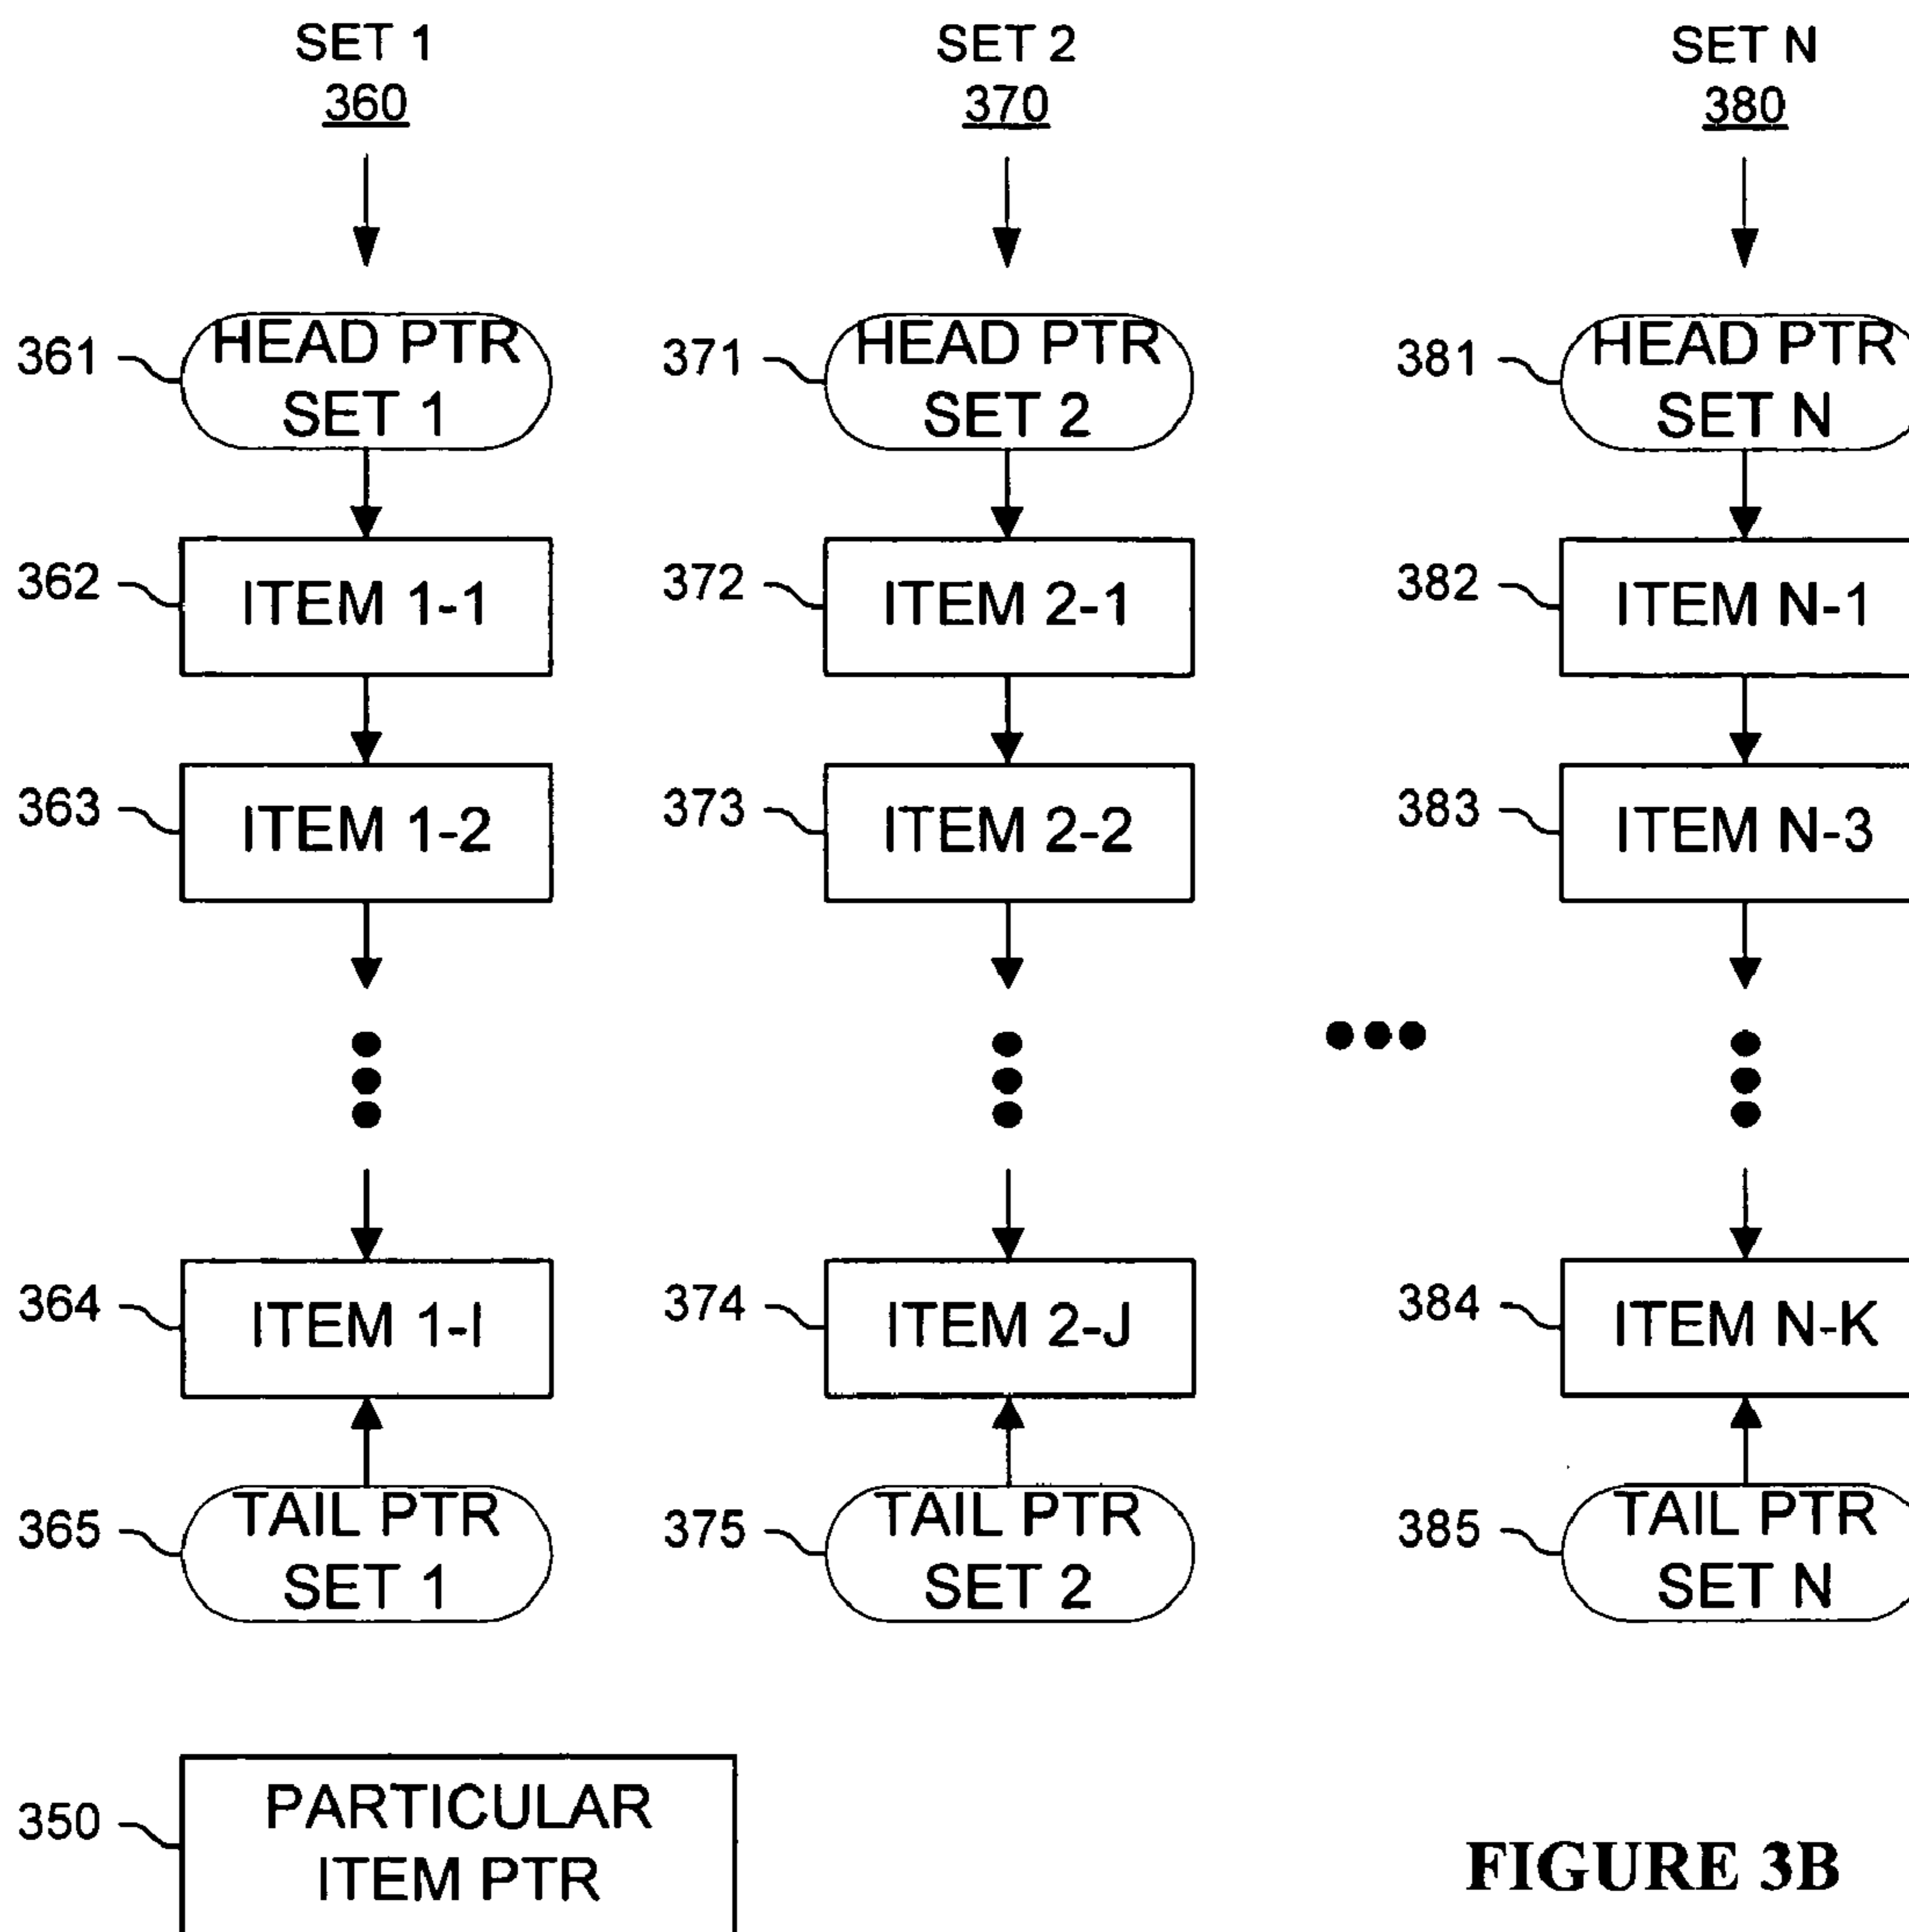 SET 1
360
SET 2
370
SET N
380
361
HEAD PTR
SET 1
371
HEAD PTR
SET 2
381
HEAD PTR
SET N
362
ITEM 1-1
372
ITEM 2-1
382
ITEM N-1
363
ITEM 1-2
373
ITEM 2-2
383
ITEM N-3
364
ITEM 1-I
374
ITEM 2-J
384
ITEM N-K
365
TAIL PTR
SET 1
375
TAIL PTR
SET 2
385
TAIL PTR
SET N
350
PARTICULAR
ITEM PTR
FIGURE 3B